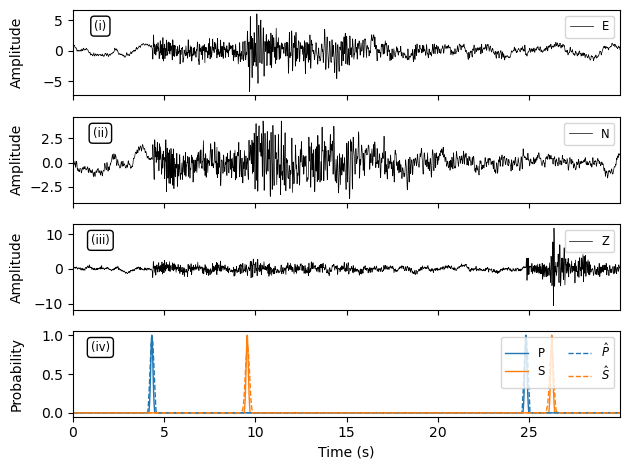 (i)
E
Amplitude
5
0
−5
(ii)
N
Amplitude
2.5
0.0
−2.5
(iii)
Z
Amplitude
10
0
−10
(iv)
P
S
P̂
Ŝ
Probability
1.0
0.5
0.0
0 5 10 15 20 25
Time (s)